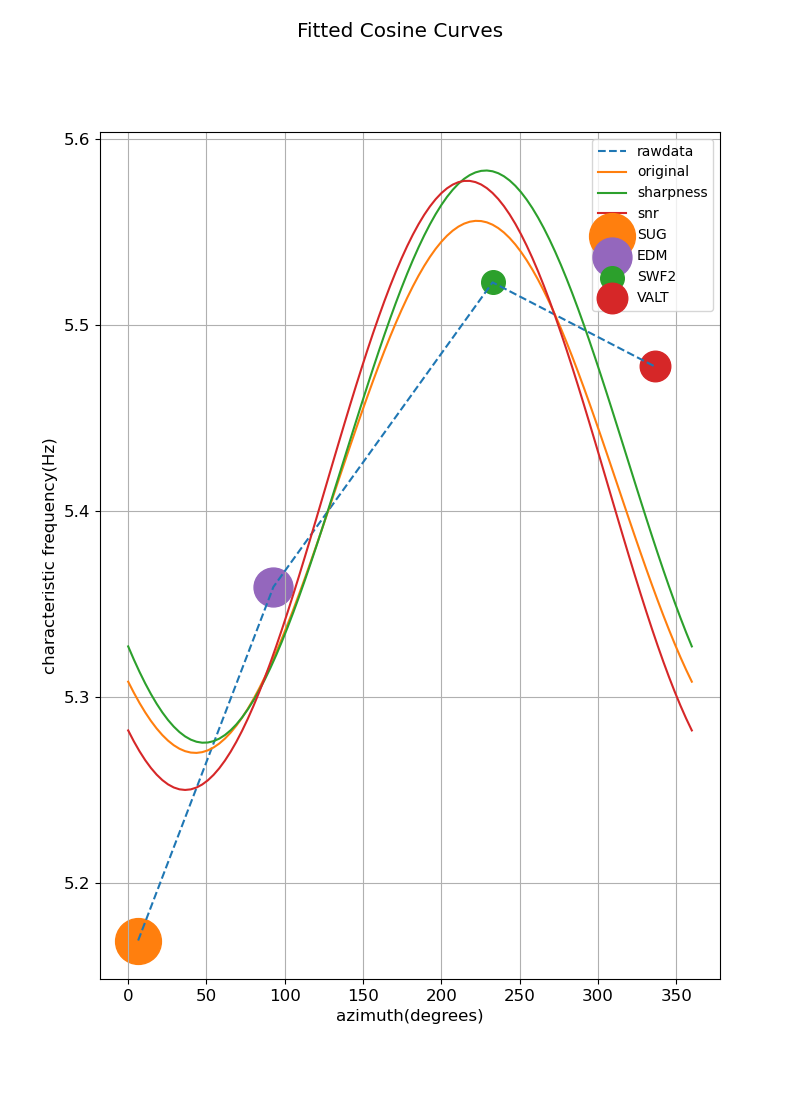 Fitted Cosine Curves
5.6
5.5
5.4
5.3
5.2
characteristic frequency(Hz)
rawdata
original
sharpness
snr
SUG
EDM
SWF2
VALT
0 50 100 150 200 250 300 350
azimuth(degrees)